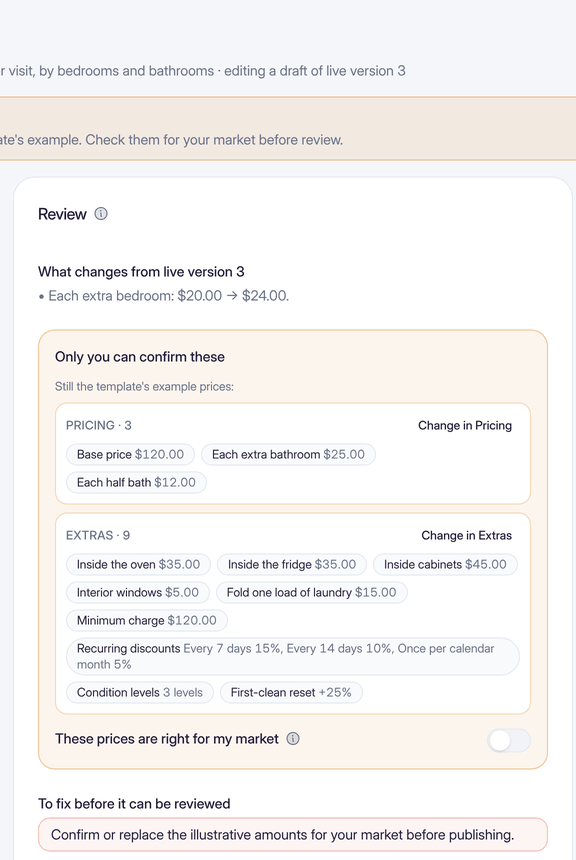 r visit, by bedrooms and bathrooms · editing a draft of live version 3
ate's example. Check them for your market before review.
Review
What changes from live version 3
• Each extra bedroom: $20.00 → $24.00.
Only you can confirm these
Still the template's example prices:
PRICING · 3
Change in Pricing
Base price $120.00
Each extra bathroom $25.00
Each half bath $12.00
EXTRAS · 9
Change in Extras
Inside the oven $35.00
Inside the fridge $35.00
Inside cabinets $45.00
Interior windows $5.00
Fold one load of laundry $15.00
Minimum charge $120.00
Recurring discounts Every 7 days 15%, Every 14 days 10%, Once per calendar
month 5%
Condition levels 3 levels
First-clean reset +25%
These prices are right for my market
To fix before it can be reviewed
Confirm or replace the illustrative amounts for your market before publishing.